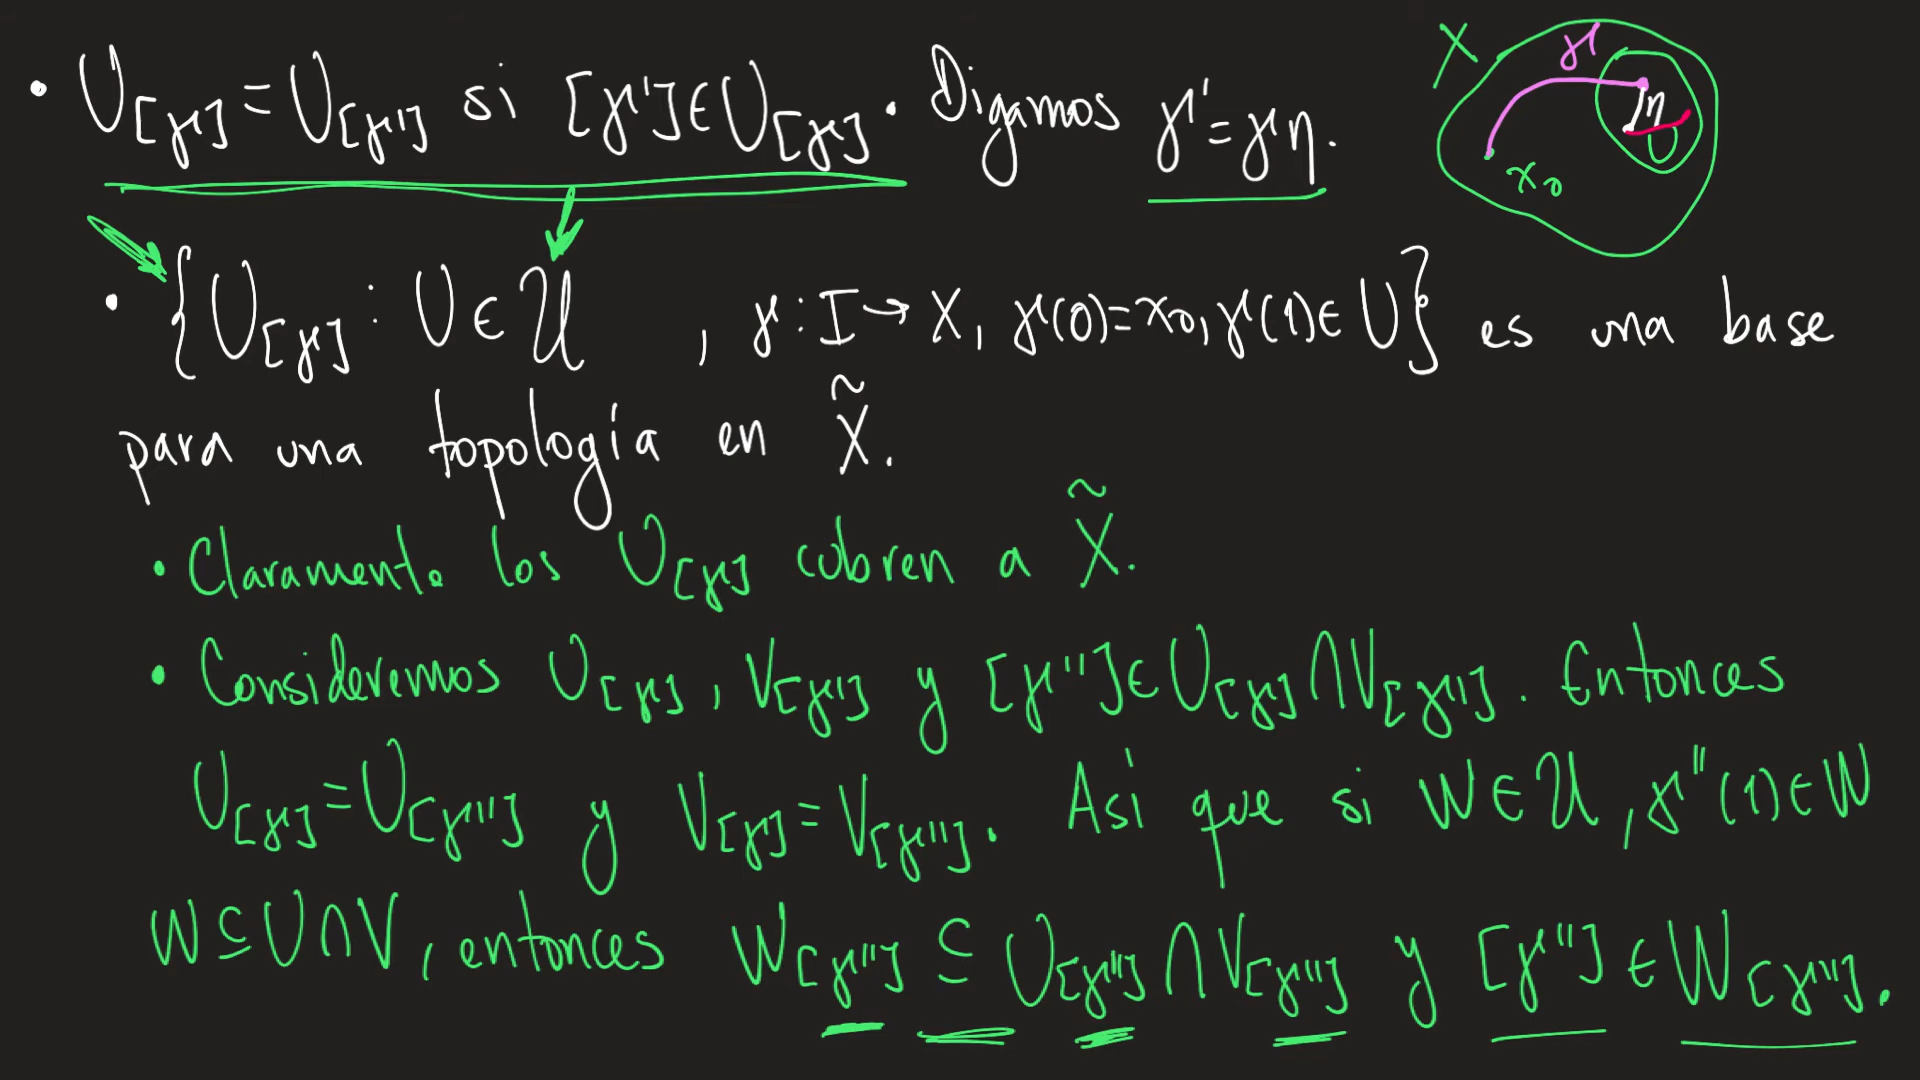 • U[γ] = U[γ'] si [γ'] ∈ U[γ]. Digamos γ' = γη.
X γ η U x₀
• {U[γ] : U ∈ 𝒰 , γ : I → X, γ(0) = x₀, γ(1) ∈ U} es una base
para una topología en X̃.
• Claramente los U[γ] cubren a X̃.
• Consideremos U[γ], V[γ'] y [γ''] ∈ U[γ] ∩ V[γ']. Entonces
U[γ] = U[γ''] y V[γ] = V[γ'']. Así que si W ∈ 𝒰, γ''(1) ∈ W
W ⊆ U ∩ V, entonces W[γ''] ⊆ U[γ''] ∩ V[γ''] y [γ''] ∈ W[γ''].